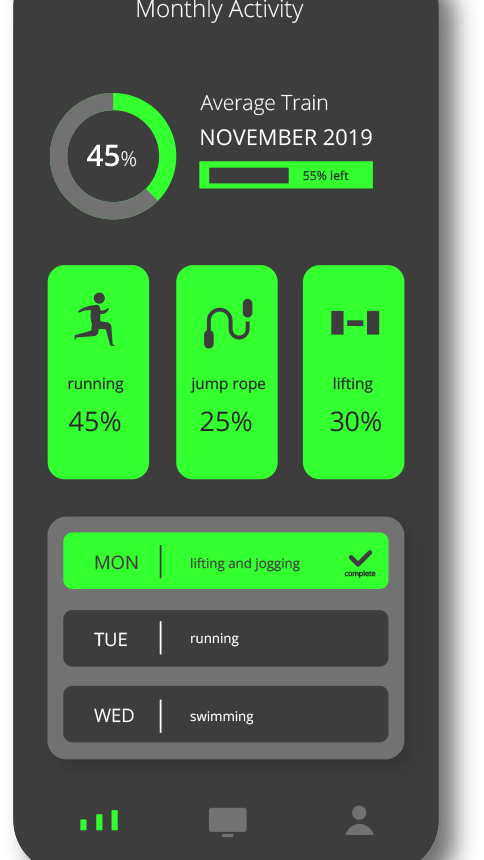 Monthly Activity
45%
Average Train
NOVEMBER 2019
55% left
running
45%
jump rope
25%
lifting
30%
MON
lifting and jogging
complete
TUE
running
WED
swimming